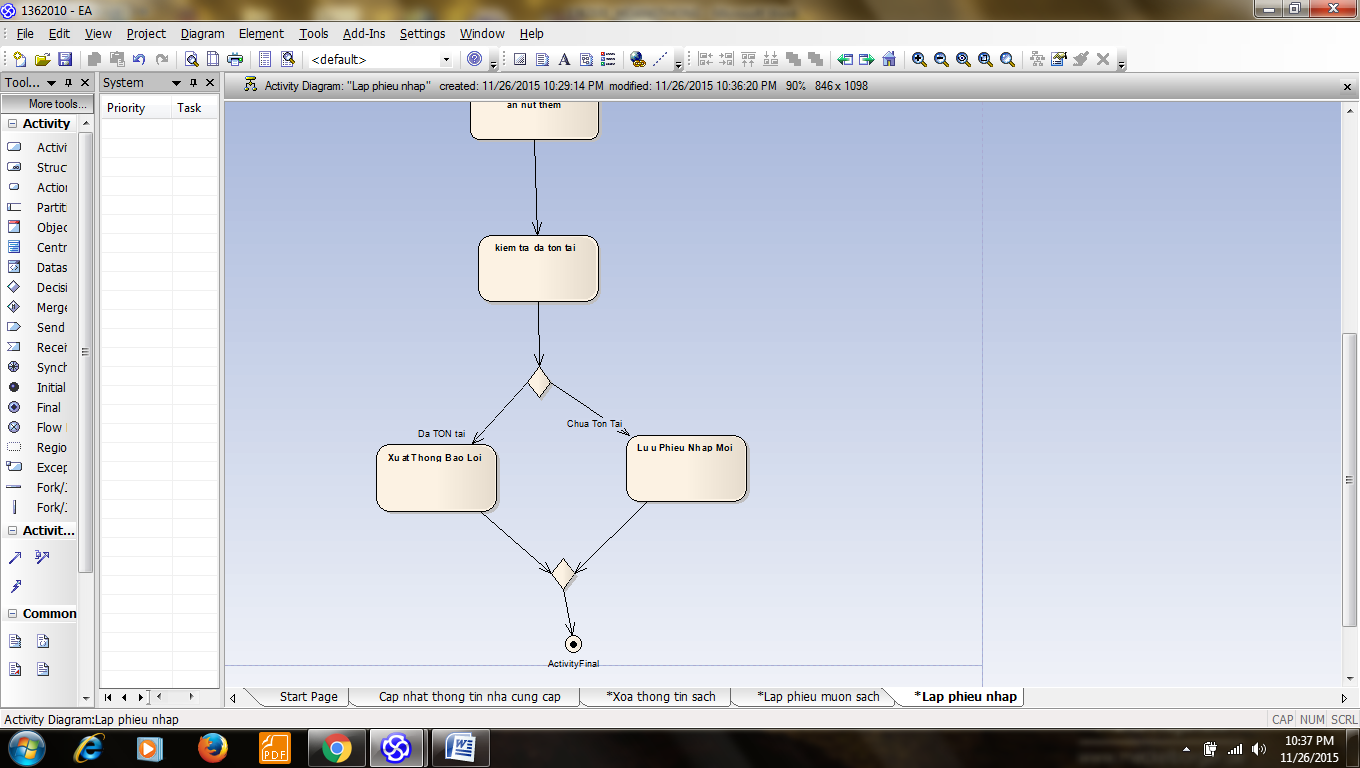 1362010 - EA
File Edit View Project Diagram Element Tools Add-Ins Settings Window Help
<default>
Tool...
System
Activity Diagram: "Lap phieu nhap" created: 11/26/2015 10:29:14 PM modified: 11/26/2015 10:36:20 PM 90% 846 x 1098
More tools...
Priority Task
Activity
Activi
Struc
Action
Partit
Objec
Centr
Datas
Decisi
Merge
Send
Recei
Synch
Initial
Final
Flow
Regio
Excep
Fork/J
Fork/J
Activit...
Common
an nut them
kiem tra da ton tai
Da TON tai
Chua Ton Tai
Xuat Thong Bao Loi
Luu Phieu Nhap Moi
ActivityFinal
Start Page
Cap nhat thong tin nha cung cap
*Xoa thong tin sach
*Lap phieu muon sach
*Lap phieu nhap
Activity Diagram:Lap phieu nhap
CAP NUM SCRL
PDF
10:37 PM
11/26/2015